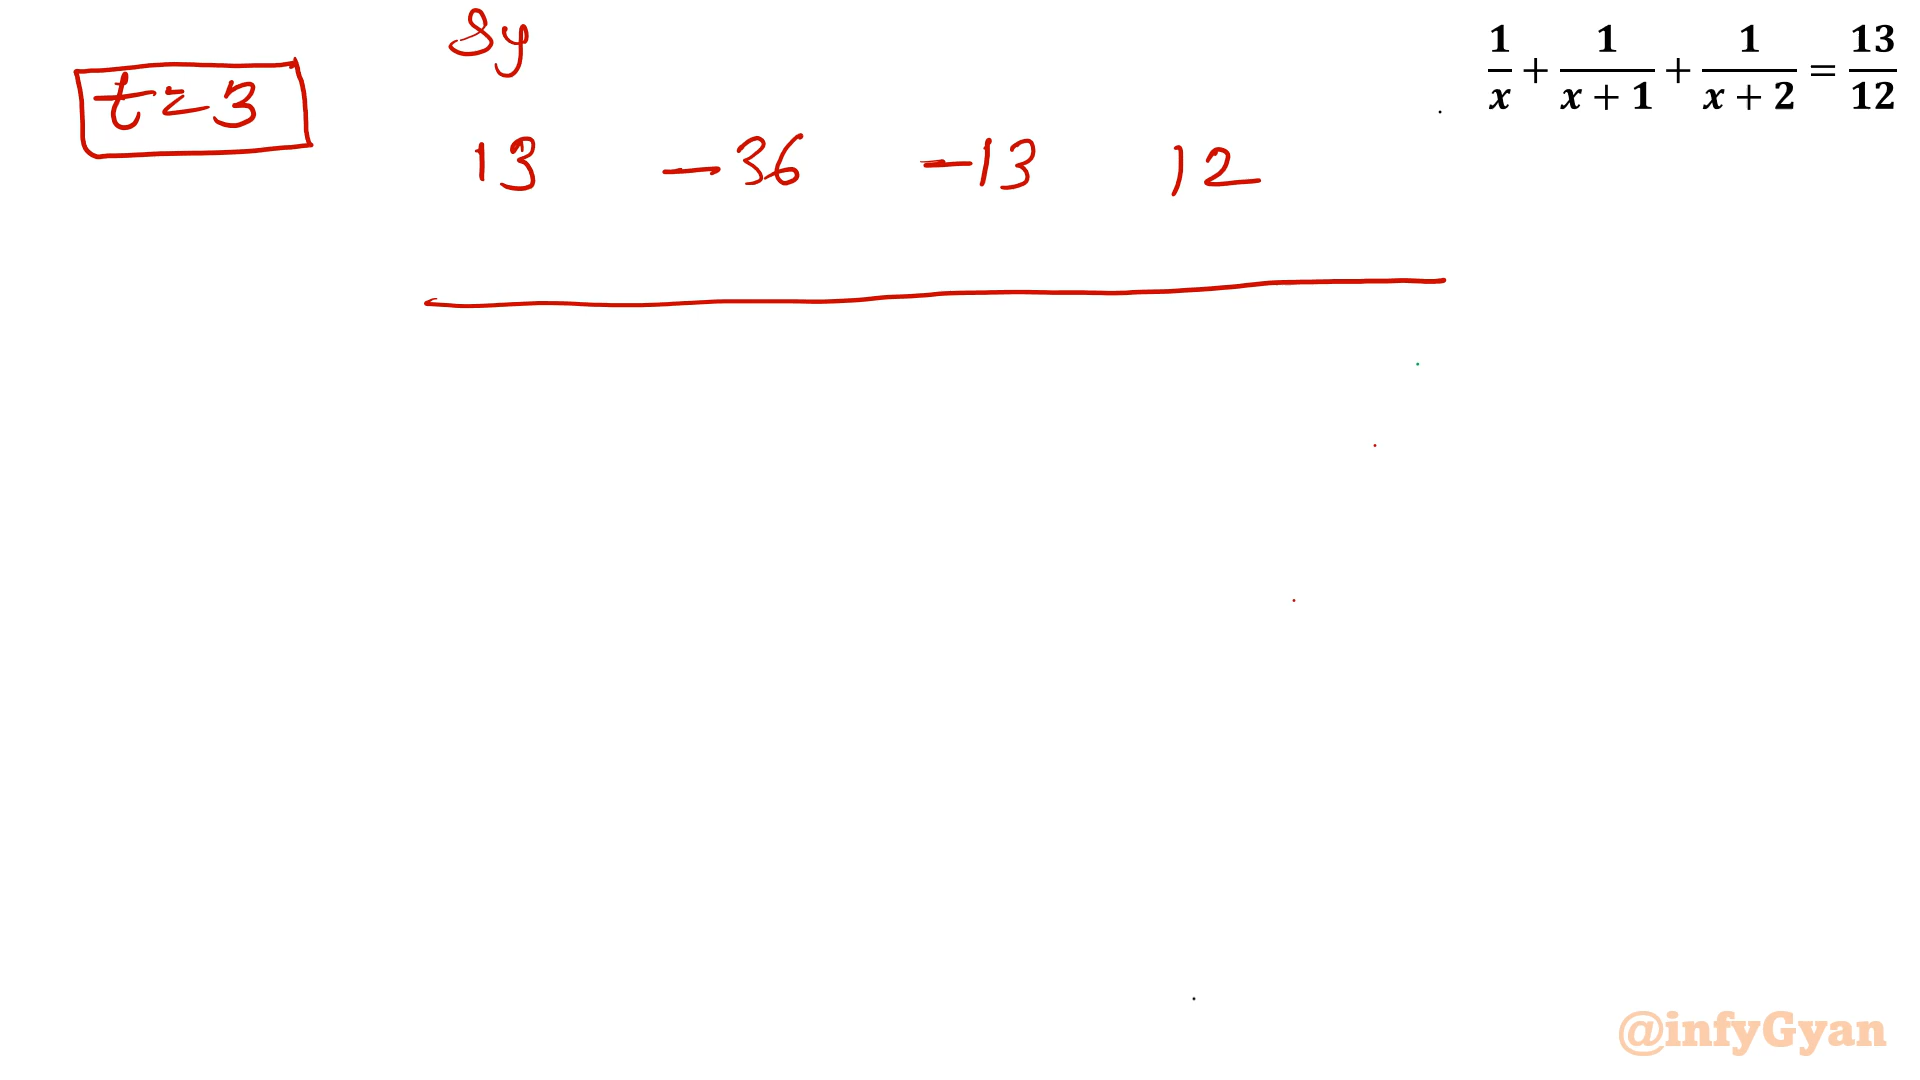 Sy
t = 3
1/x + 1/(x + 1) + 1/(x + 2) = 13/12
13 -36 -13 12
@infyGyan